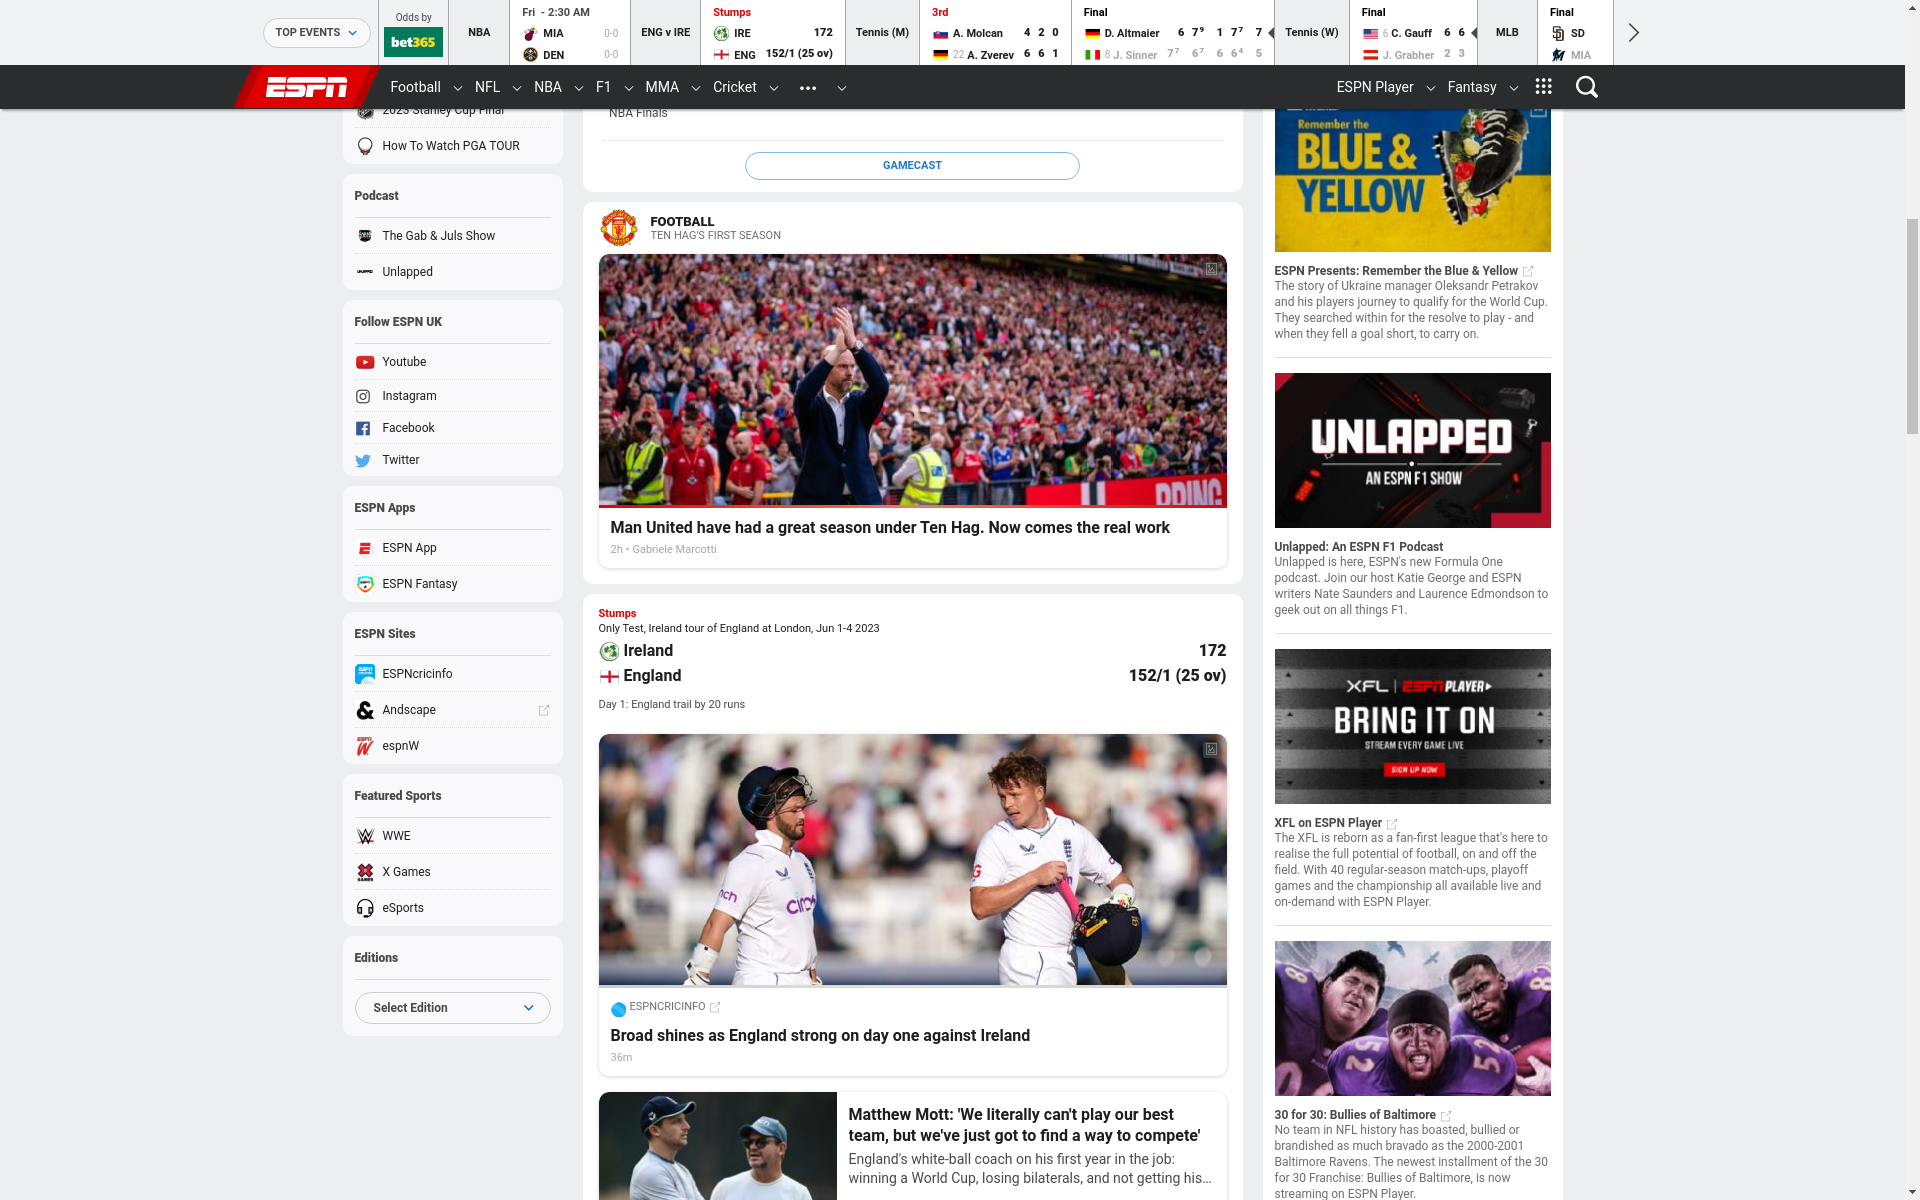 TOP EVENTS
Odds by
bet365
NBA
Fri - 2:30 AM
MIA 0-0
DEN 0-0
ENG v IRE
Stumps
IRE 172
ENG 152/1 (25 ov)
Tennis (M)
3rd
A. Molcan 4 2 0
22 A. Zverev 6 6 1
Final
D. Altmaier 6 7⁹ 1 7⁷ 7
8 J. Sinner 7⁷ 6⁷ 6 6⁴ 5
Tennis (W)
Final
6 C. Gauff 6 6
J. Grabher 2 3
MLB
Final
SD
MIA
ESPN
Football
NFL
NBA
F1
MMA
Cricket
ESPN Player
Fantasy
2023 Stanley Cup Final
How To Watch PGA TOUR
Podcast
The Gab & Juls Show
Unlapped
Follow ESPN UK
Youtube
Instagram
Facebook
Twitter
ESPN Apps
ESPN App
ESPN Fantasy
ESPN Sites
ESPNcricinfo
Andscape
espnW
Featured Sports
WWE
X Games
eSports
Editions
Select Edition
NBA Finals
GAMECAST
FOOTBALL
TEN HAG'S FIRST SEASON
BRING
Man United have had a great season under Ten Hag. Now comes the real work
2h • Gabriele Marcotti
Stumps
Only Test, Ireland tour of England at London, Jun 1-4 2023
Ireland 172
England 152/1 (25 ov)
Day 1: England trail by 20 runs
cinch
ESPNCRICINFO
Broad shines as England strong on day one against Ireland
36m
Matthew Mott: 'We literally can't play our best
team, but we've just got to find a way to compete'
England's white-ball coach on his first year in the job:
winning a World Cup, losing bilaterals, and not getting his...
Remember the
BLUE &
YELLOW
ESPN Presents: Remember the Blue & Yellow
The story of Ukraine manager Oleksandr Petrakov
and his players journey to qualify for the World Cup.
They searched within for the resolve to play - and
when they fell a goal short, to carry on.
UNLAPPED
AN ESPN F1 SHOW
Unlapped: An ESPN F1 Podcast
Unlapped is here, ESPN's new Formula One
podcast. Join our host Katie George and ESPN
writers Nate Saunders and Laurence Edmondson to
geek out on all things F1.
XFL | ESPN PLAYER
BRING IT ON
STREAM EVERY GAME LIVE
SIGN UP NOW
XFL on ESPN Player
The XFL is reborn as a fan-first league that's here to
realise the full potential of football, on and off the
field. With 40 regular-season match-ups, playoff
games and the championship all available live and
on-demand with ESPN Player.
52
52
30 for 30: Bullies of Baltimore
No team in NFL history has boasted, bullied or
brandished as much bravado as the 2000-2001
Baltimore Ravens. The newest installment of the 30
for 30 Franchise: Bullies of Baltimore, is now
streaming on ESPN Player.